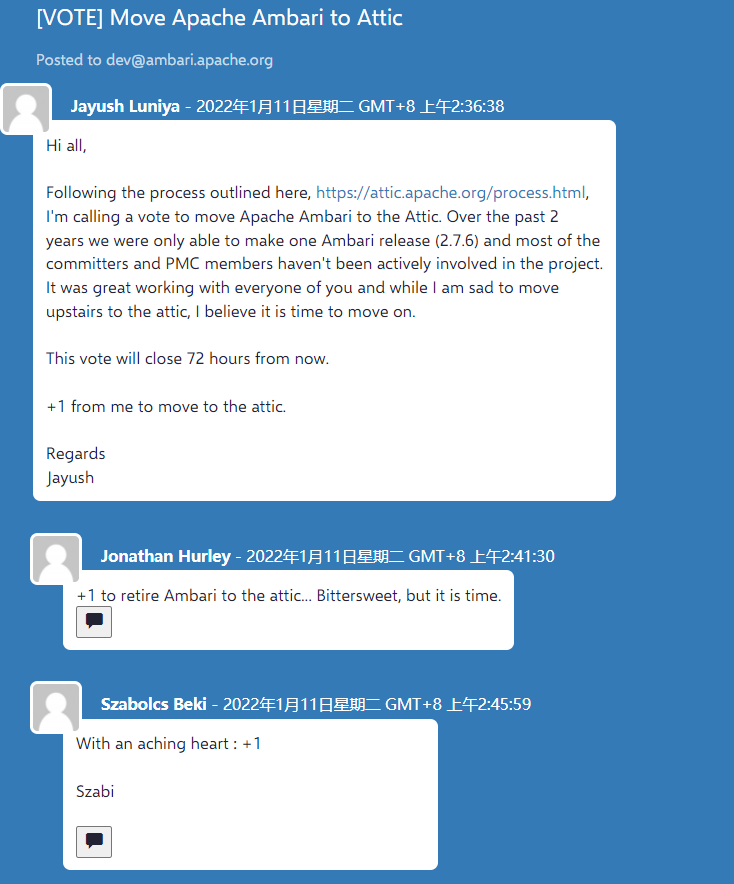 [VOTE] Move Apache Ambari to Attic
Posted to dev@ambari.apache.org
Jayush Luniya - 2022年1月11日星期二 GMT+8 上午2:36:38
Hi all,
Following the process outlined here, https://attic.apache.org/process.html,
I'm calling a vote to move Apache Ambari to the Attic. Over the past 2
years we were only able to make one Ambari release (2.7.6) and most of the
committers and PMC members haven't been actively involved in the project.
It was great working with everyone of you and while I am sad to move
upstairs to the attic, I believe it is time to move on.
This vote will close 72 hours from now.
+1 from me to move to the attic.
Regards
Jayush
Jonathan Hurley - 2022年1月11日星期二 GMT+8 上午2:41:30
+1 to retire Ambari to the attic... Bittersweet, but it is time.
Szabolcs Beki - 2022年1月11日星期二 GMT+8 上午2:45:59
With an aching heart : +1
Szabi